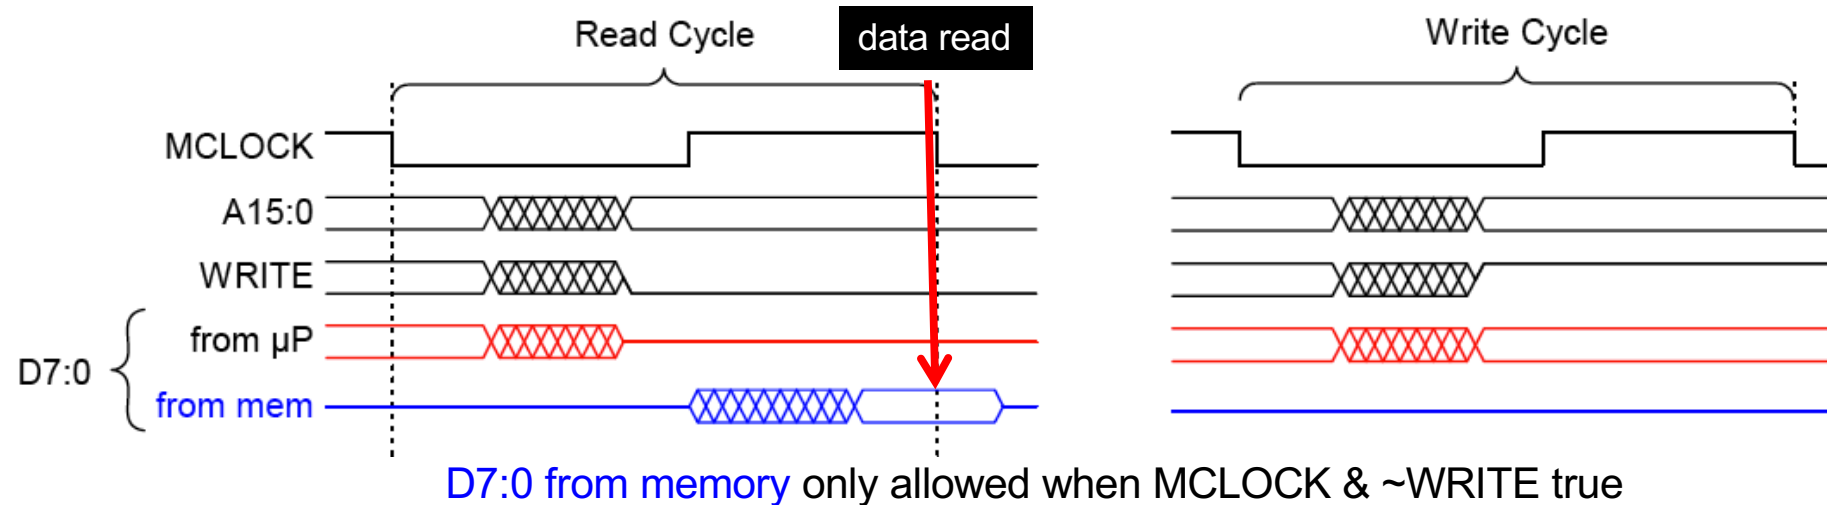 Read Cycle
data read
Write Cycle
MCLOCK
A15:0
WRITE
from µP
D7:0
from mem
D7:0 from memory only allowed when MCLOCK & ~WRITE true